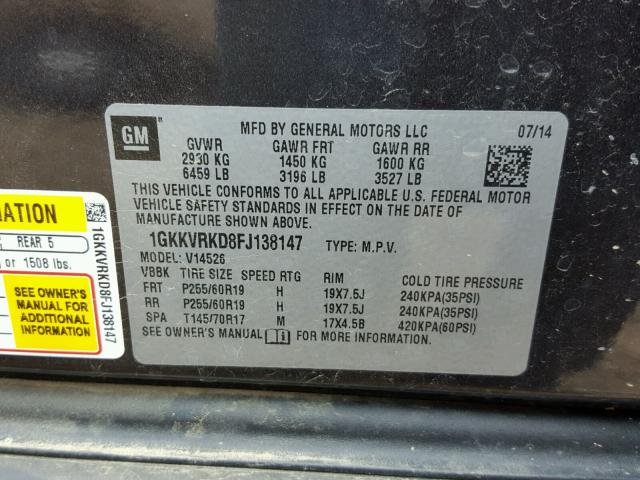 GM
MFD BY GENERAL MOTORS LLC 07/14
GVWR GAWR FRT GAWR RR
2930 KG 1450 KG 1600 KG
6459 LB 3196 LB 3527 LB
THIS VEHICLE CONFORMS TO ALL APPLICABLE U.S. FEDERAL MOTOR
VEHICLE SAFETY STANDARDS IN EFFECT ON THE DATE OF
MANUFACTURE SHOWN ABOVE.
1GKKVRKD8FJ138147 TYPE: M.P.V.
MODEL: V14526
VBBK TIRE SIZE SPEED RTG RIM COLD TIRE PRESSURE
FRT P255/60R19 H 19X7.5J 240KPA(35PSI)
RR P255/60R19 H 19X7.5J 240KPA(35PSI)
SPA T145/70R17 M 17X4.5B 420KPA(60PSI)
SEE OWNER'S MANUAL FOR MORE INFORMATION.
MATION
REAR 5
or 1508 lbs.
SEE OWNER'S
MANUAL FOR
ADDITIONAL
INFORMATION
1GKKVRKD8FJ138147